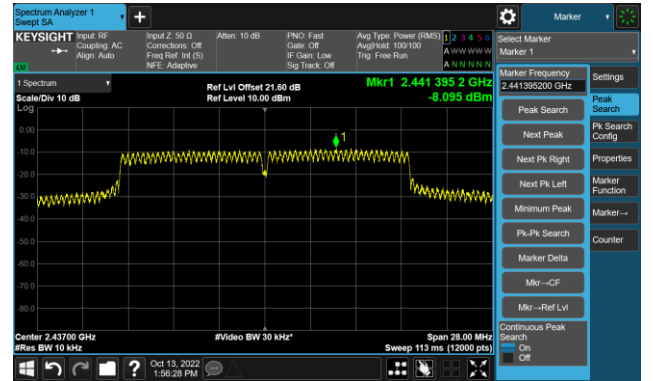 Spectrum Analyzer 1
Swept SA
Marker
KEYSIGHT
Input: RF
Coupling: AC
Align: Auto
Input Z: 50 Ω
Corrections: Off
Freq Ref: Int (S)
NFE: Adaptive
Atten: 10 dB
PNO: Fast
Gate: Off
IF Gain: Low
Sig Track: Off
Avg Type: Power (RMS)
Avg|Hold: 100/100
Trig: Free Run
1 2 3 4 5 6
A W W W W W
A N N N N N
LXI
Select Marker
Marker 1
1 Spectrum
Scale/Div 10 dB
Ref Lvl Offset 21.60 dB
Ref Level 10.00 dBm
Mkr1 2.441 395 2 GHz
-8.095 dBm
Log
0.00
-10.0
-20.0
-30.0
-40.0
-50.0
-60.0
-70.0
-80.0
1
Center 2.43700 GHz
#Res BW 10 kHz
#Video BW 30 kHz*
Span 28.00 MHz
Sweep 113 ms (12000 pts)
Marker Frequency
2.441395200 GHz
Peak Search
Next Peak
Next Pk Right
Next Pk Left
Minimum Peak
Pk-Pk Search
Marker Delta
Mkr→CF
Mkr→Ref Lvl
Continuous Peak
Search
On
Off
Settings
Peak
Search
Pk Search
Config
Properties
Marker
Function
Marker→
Counter
?
Oct 13, 2022
1:56:28 PM